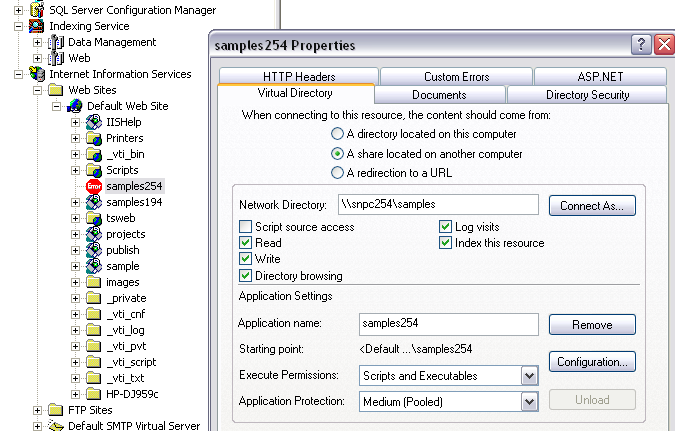 SQL Server Configuration Manager
Indexing Service
Data Management
Web
Internet Information Services
Web Sites
Default Web Site
IISHelp
Printers
_vti_bin
Scripts
Error
samples254
samples194
tsweb
projects
publish
sample
images
_private
_vti_cnf
_vti_log
_vti_pvt
_vti_script
_vti_txt
HP-DJ959c
FTP Sites
Default SMTP Virtual Server
samples254 Properties
HTTP Headers Custom Errors ASP.NET
Virtual Directory Documents Directory Security
When connecting to this resource, the content should come from:
A directory located on this computer
A share located on another computer
A redirection to a URL
Network Directory: \\snpc254\samples Connect As...
Script source access Log visits
Read Index this resource
Write
Directory browsing
Application Settings
Application name: samples254 Remove
Starting point: <Default ...\samples254
Configuration...
Execute Permissions: Scripts and Executables
Application Protection: Medium (Pooled) Unload